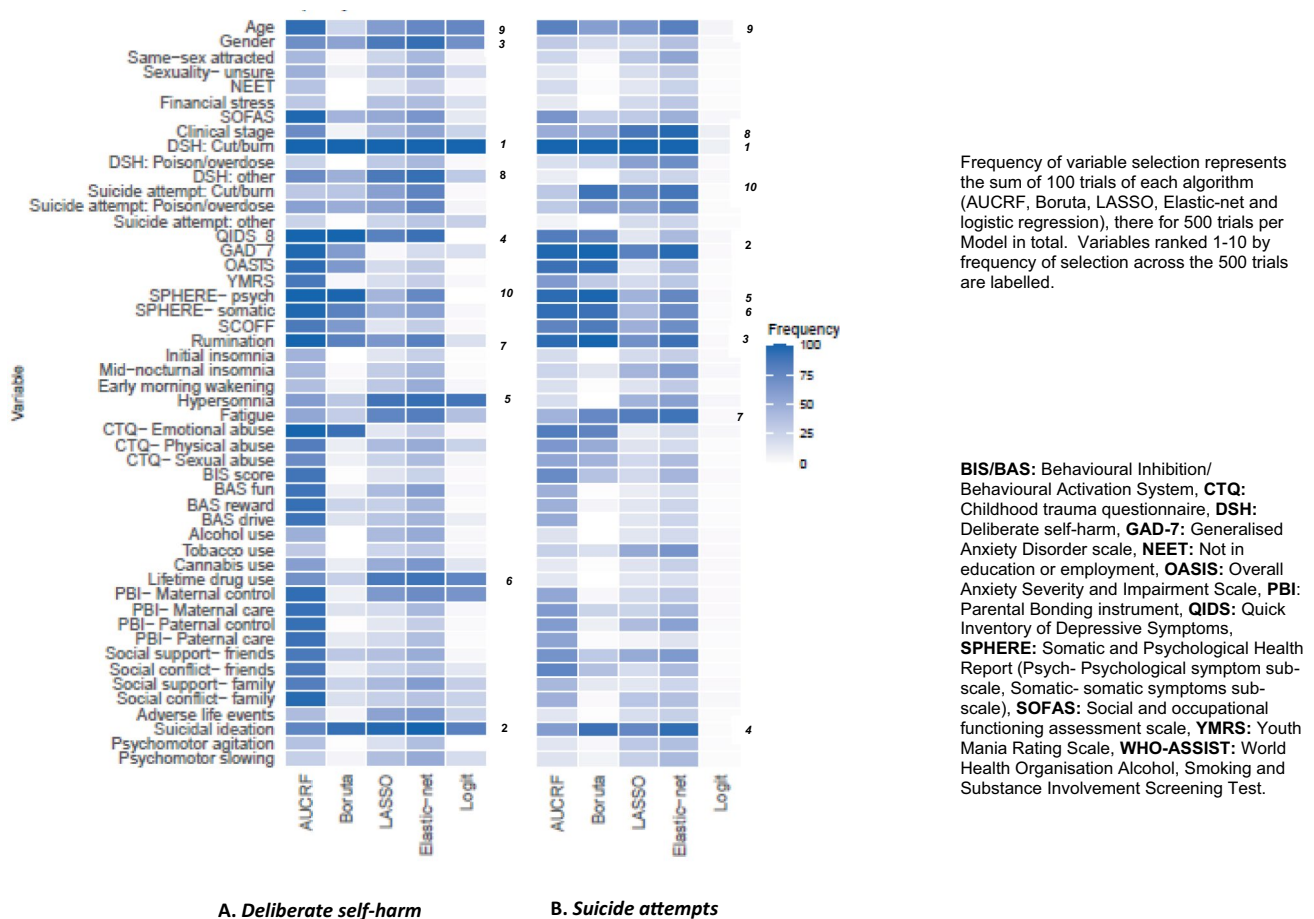 Age 9 9
Gender 3
Same-sex attracted
Sexuality- unsure
NEET
Financial stress
SOFAS
Clinical stage 8
DSH: Cut/burn 1 1
DSH: Poison/overdose
DSH: other 8
Suicide attempt: Cut/burn 10
Suicide attempt: Poison/overdose
Suicide attempt: other
QIDS_8 4
GAD_7 2
OASIS
YMRS
SPHERE- psych 10 5
SPHERE- somatic 6
SCOFF
Rumination 7 3
Initial insomnia
Mid-nocturnal insomnia
Early morning wakening
Hypersomnia 5
Fatigue 7
CTQ- Emotional abuse
CTQ- Physical abuse
CTQ- Sexual abuse
BIS score
BAS fun
BAS reward
BAS drive
Alcohol use
Tobacco use
Cannabis use
Lifetime drug use 6
PBI- Maternal control
PBI- Maternal care
PBI- Paternal control
PBI- Paternal care
Social support- friends
Social conflict- friends
Social support- family
Social conflict- family
Adverse life events
Suicidal ideation 2 4
Psychomotor agitation
Psychomotor slowing
Variable
AUCRF
Boruta
LASSO
Elastic-net
Logit
AUCRF
Boruta
LASSO
Elastic-net
Logit
Frequency
100
75
50
25
0
A. Deliberate self-harm
B. Suicide attempts
Frequency of variable selection represents
the sum of 100 trials of each algorithm
(AUCRF, Boruta, LASSO, Elastic-net and
logistic regression), there for 500 trials per
Model in total. Variables ranked 1-10 by
frequency of selection across the 500 trials
are labelled.
BIS/BAS: Behavioural Inhibition/
Behavioural Activation System, CTQ:
Childhood trauma questionnaire, DSH:
Deliberate self-harm, GAD-7: Generalised
Anxiety Disorder scale, NEET: Not in
education or employment, OASIS: Overall
Anxiety Severity and Impairment Scale, PBI:
Parental Bonding instrument, QIDS: Quick
Inventory of Depressive Symptoms,
SPHERE: Somatic and Psychological Health
Report (Psych- Psychological symptom sub-
scale, Somatic- somatic symptoms sub-
scale), SOFAS: Social and occupational
functioning assessment scale, YMRS: Youth
Mania Rating Scale, WHO-ASSIST: World
Health Organisation Alcohol, Smoking and
Substance Involvement Screening Test.